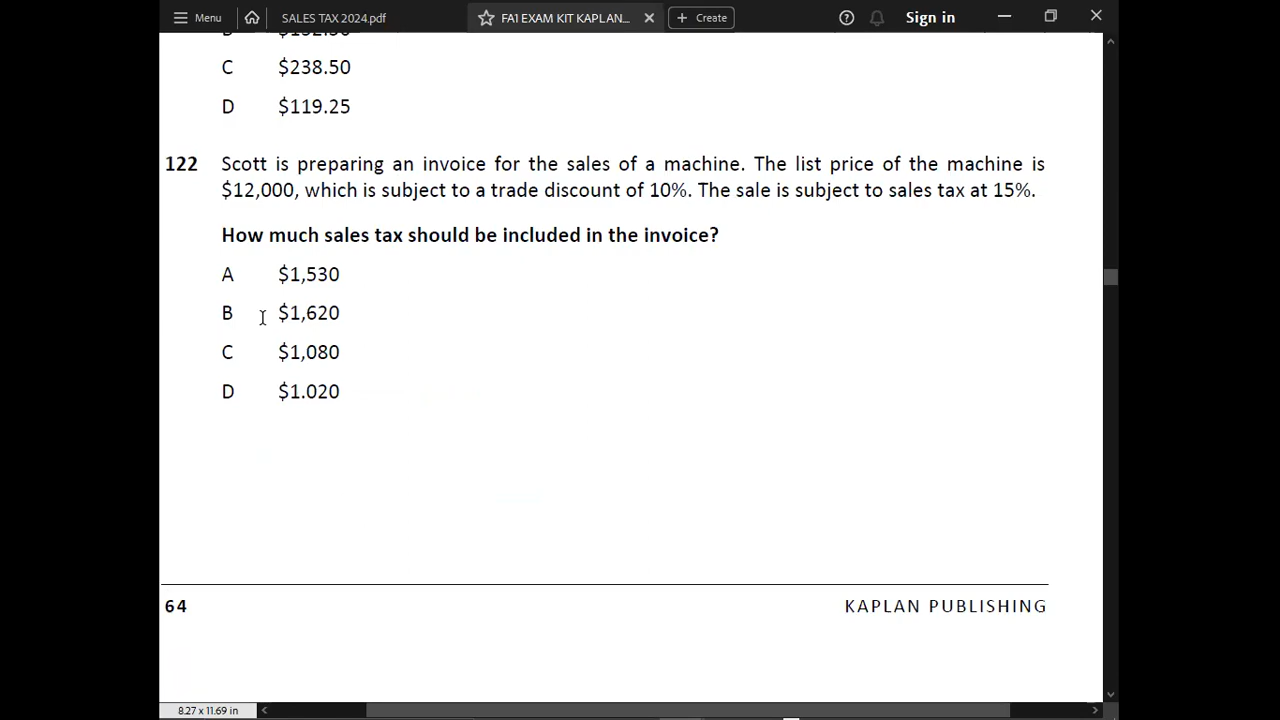 Menu SALES TAX 2024.pdf FA1 EXAM KIT KAPLAN... Create Sign in
C $238.50
D $119.25
122 Scott is preparing an invoice for the sales of a machine. The list price of the machine is
$12,000, which is subject to a trade discount of 10%. The sale is subject to sales tax at 15%.
How much sales tax should be included in the invoice?
A $1,530
B $1,620
C $1,080
D $1.020
64 KAPLAN PUBLISHING
8.27 x 11.69 in